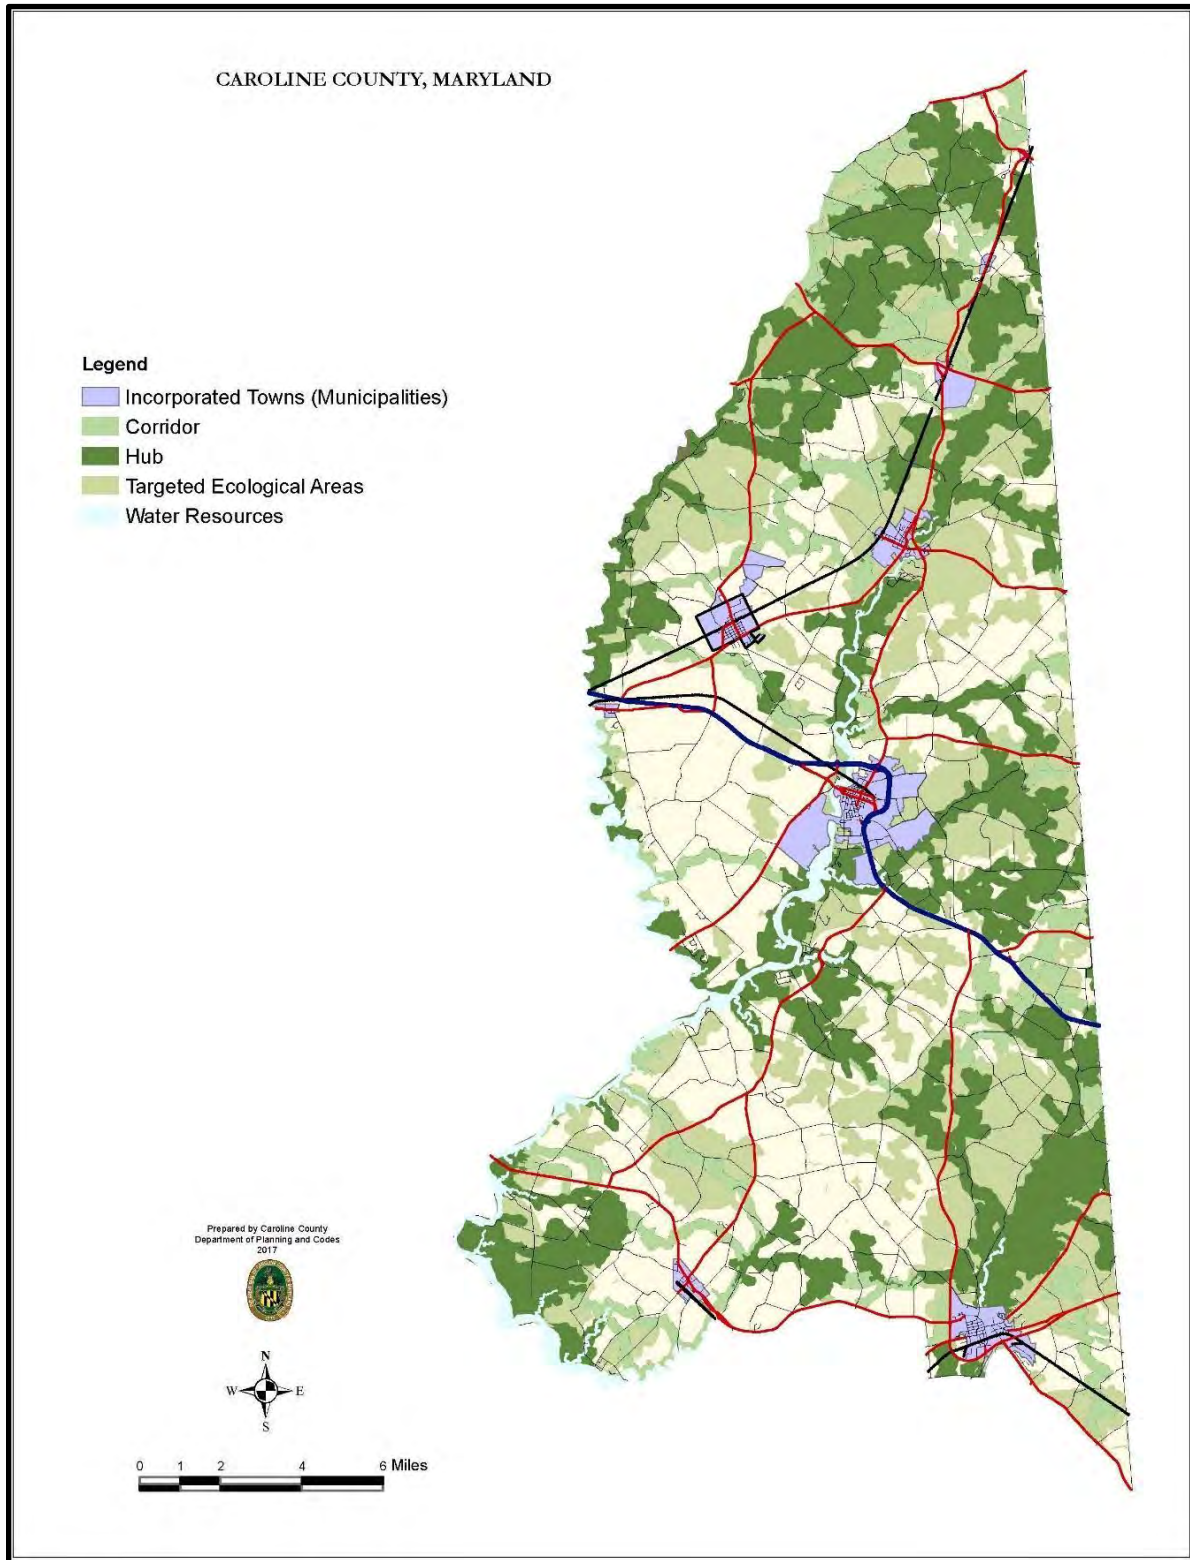 CAROLINE COUNTY, MARYLAND
Legend
Incorporated Towns (Municipalities)
Corridor
Hub
Targeted Ecological Areas
Water Resources
Prepared by Caroline County
Department of Planning and Codes
2017
N
W E
S
0 1 2 4 6 Miles